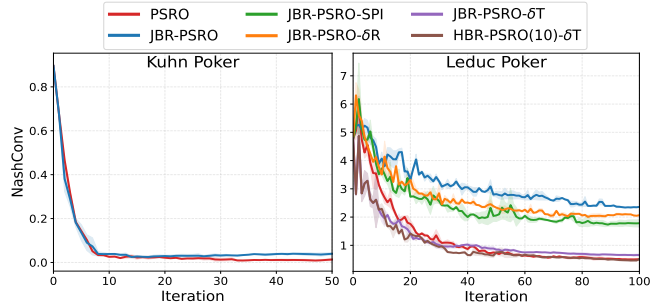 PSRO JBR-PSRO-SPI JBR-PSRO-δT
JBR-PSRO JBR-PSRO-δR HBR-PSRO(10)-δT
Kuhn Poker
Leduc Poker
NashConv
0.8
0.6
0.4
0.2
0.0
0 10 20 30 40 50
Iteration
7
6
5
4
3
2
1
0 20 40 60 80 100
Iteration